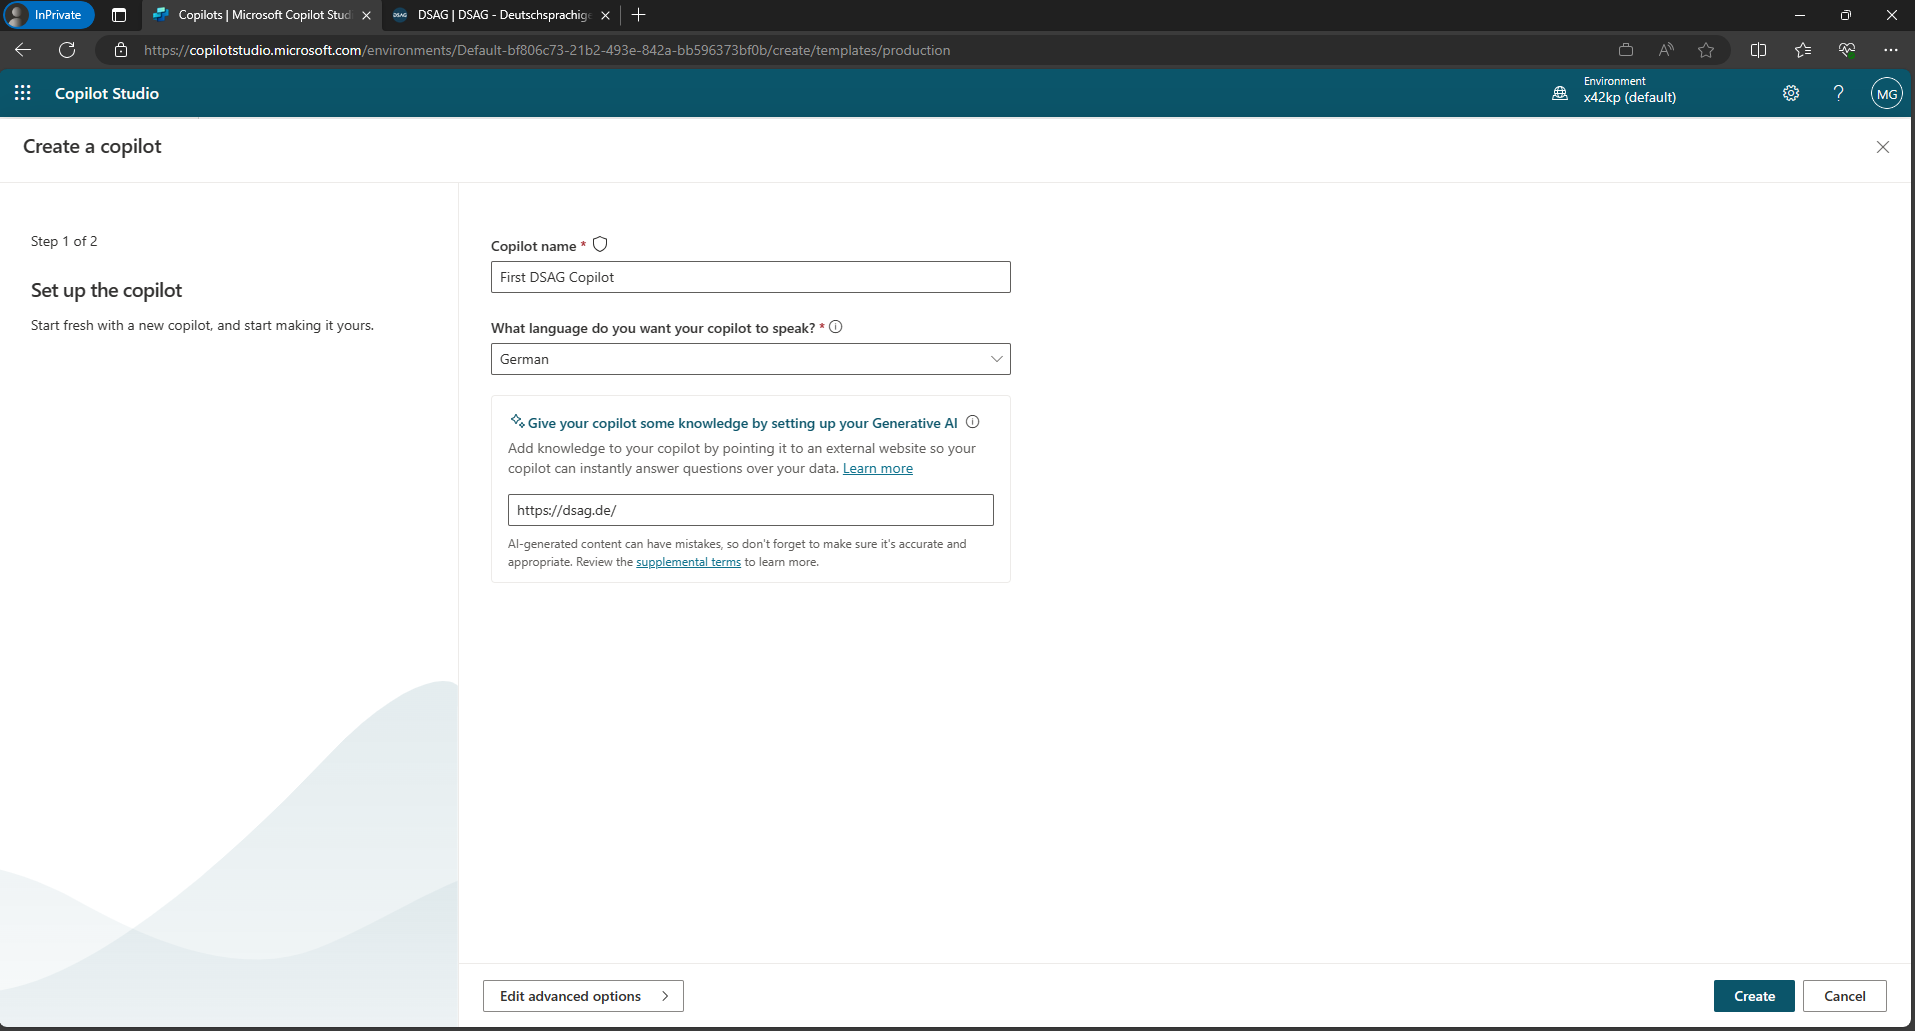 InPrivate
Copilots | Microsoft Copilot Studi
DSAG
DSAG | DSAG - Deutschsprachige
https://copilotstudio.microsoft.com/environments/Default-bf806c73-21b2-493e-842a-bb596373bf0b/create/templates/production
Copilot Studio
Environment
x42kp (default)
?
MG
Create a copilot
Step 1 of 2
Set up the copilot
Start fresh with a new copilot, and start making it yours.
Copilot name *
First DSAG Copilot
What language do you want your copilot to speak? *
German
Give your copilot some knowledge by setting up your Generative AI
Add knowledge to your copilot by pointing it to an external website so your
copilot can instantly answer questions over your data. Learn more
https://dsag.de/
AI-generated content can have mistakes, so don't forget to make sure it's accurate and
appropriate. Review the supplemental terms to learn more.
Edit advanced options
Create
Cancel